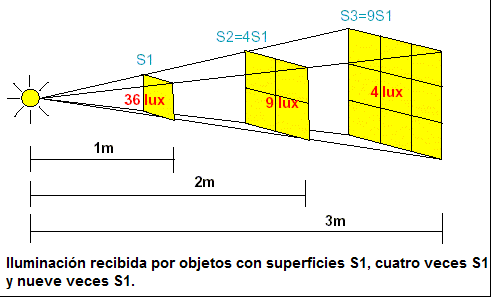 S3=9S1
S2=4S1
S1
36 lux
9 lux
4 lux
1m
2m
3m
Iluminación recibida por objetos con superficies S1, cuatro veces S1
y nueve veces S1.